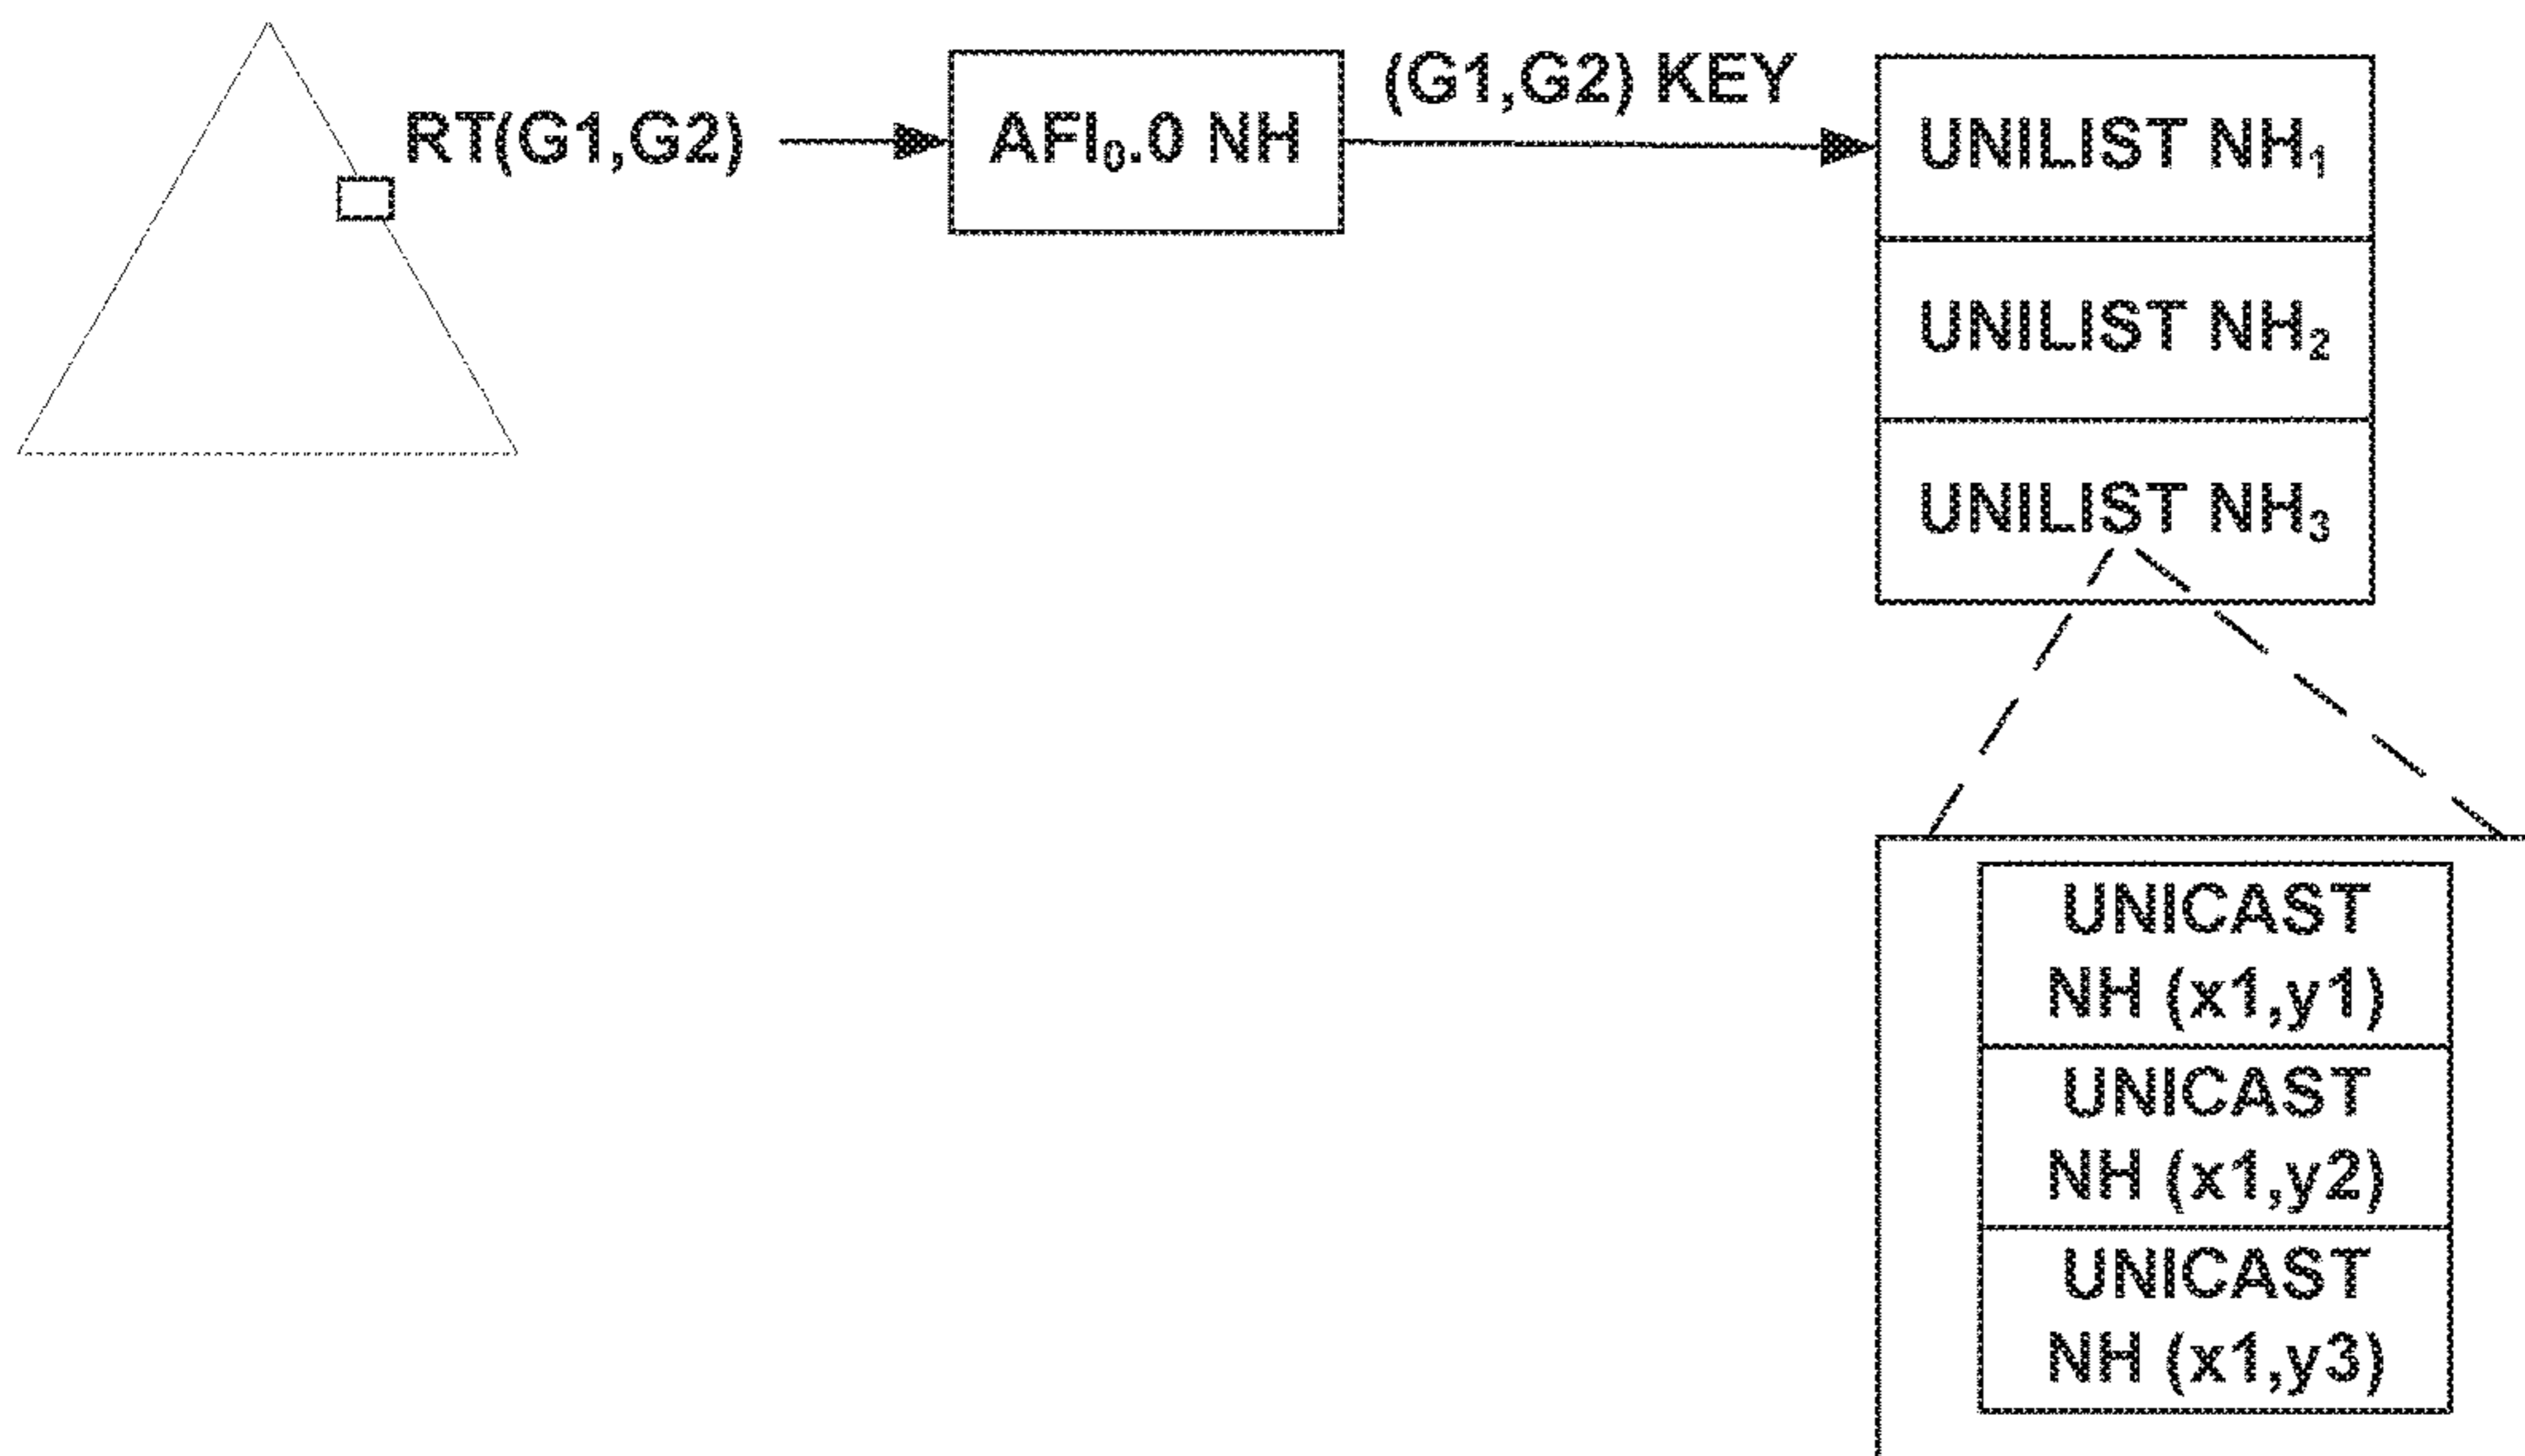 RT(G1,G2)
AFI₀.0 NH
(G1,G2) KEY
UNILIST NH₁
UNILIST NH₂
UNILIST NH₃
UNICAST
NH (x1,y1)
UNICAST
NH (x1,y2)
UNICAST
NH (x1,y3)